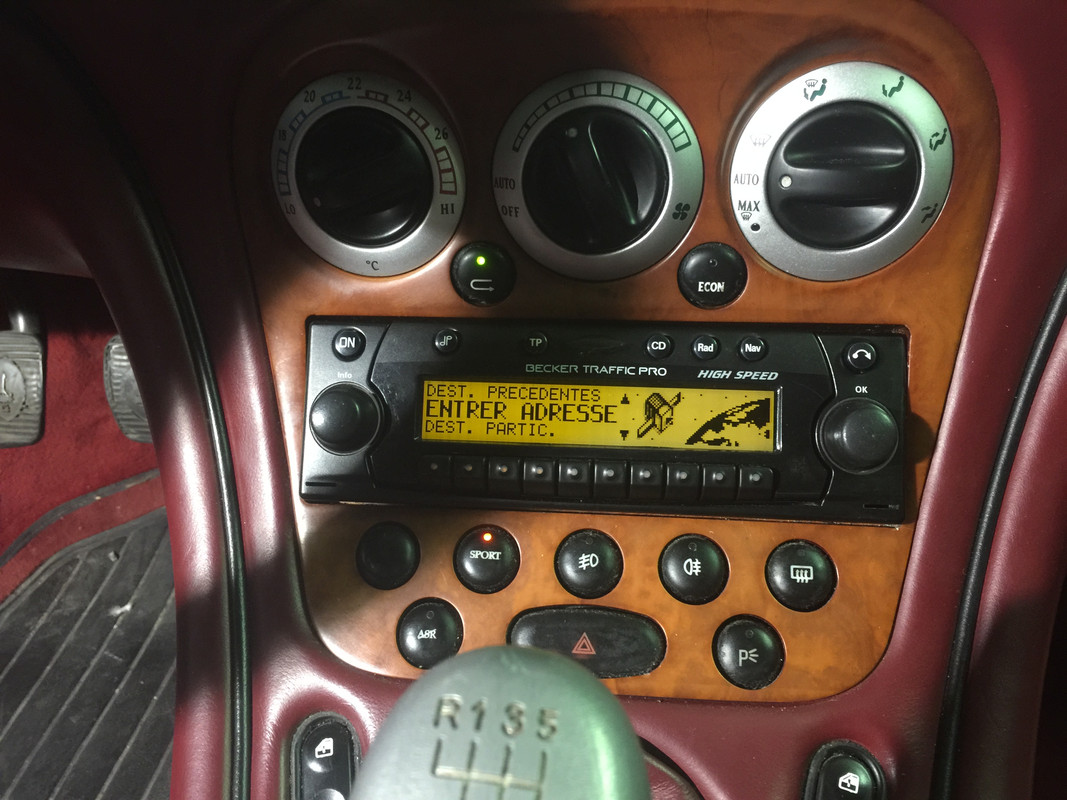 20 22 24 26
18
LO HI
°C
AUTO
OFF
AUTO
MAX
ECON
ON
TP
CD
Rad
Nav
Info
BECKER TRAFFIC PRO
HIGH SPEED
OK
DEST. PRECEDENTES
ENTRER ADRESSE
DEST. PARTIC.
SPORT
ASR
P
R 1 3 5